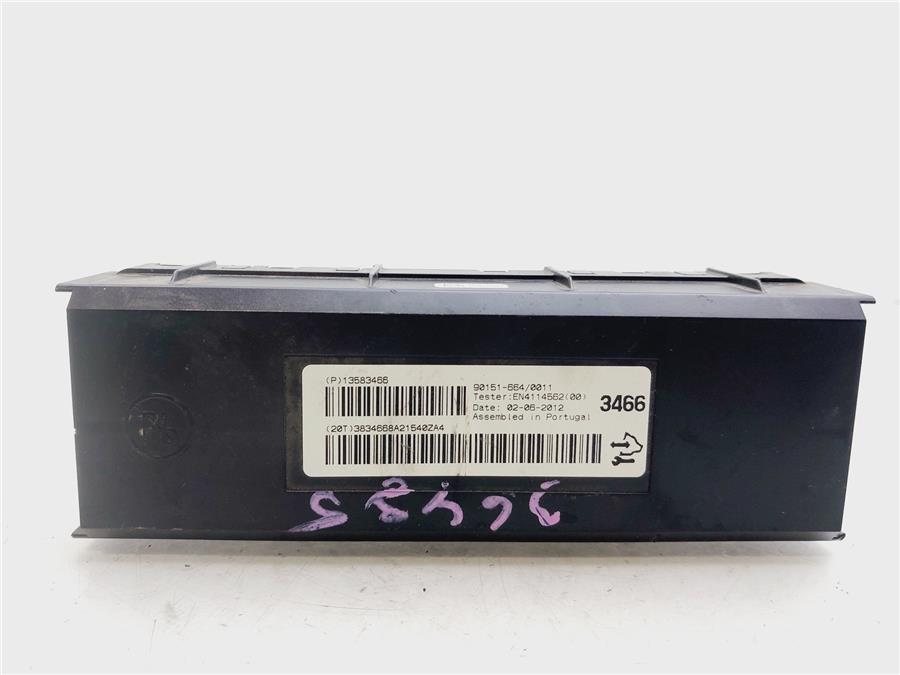 (P)13583466
90151-664/0011
Tester:EN4114562(00)
Date: 02-06-2012
Assembled in Portugal
3466
(20T)3834668A21540ZA4